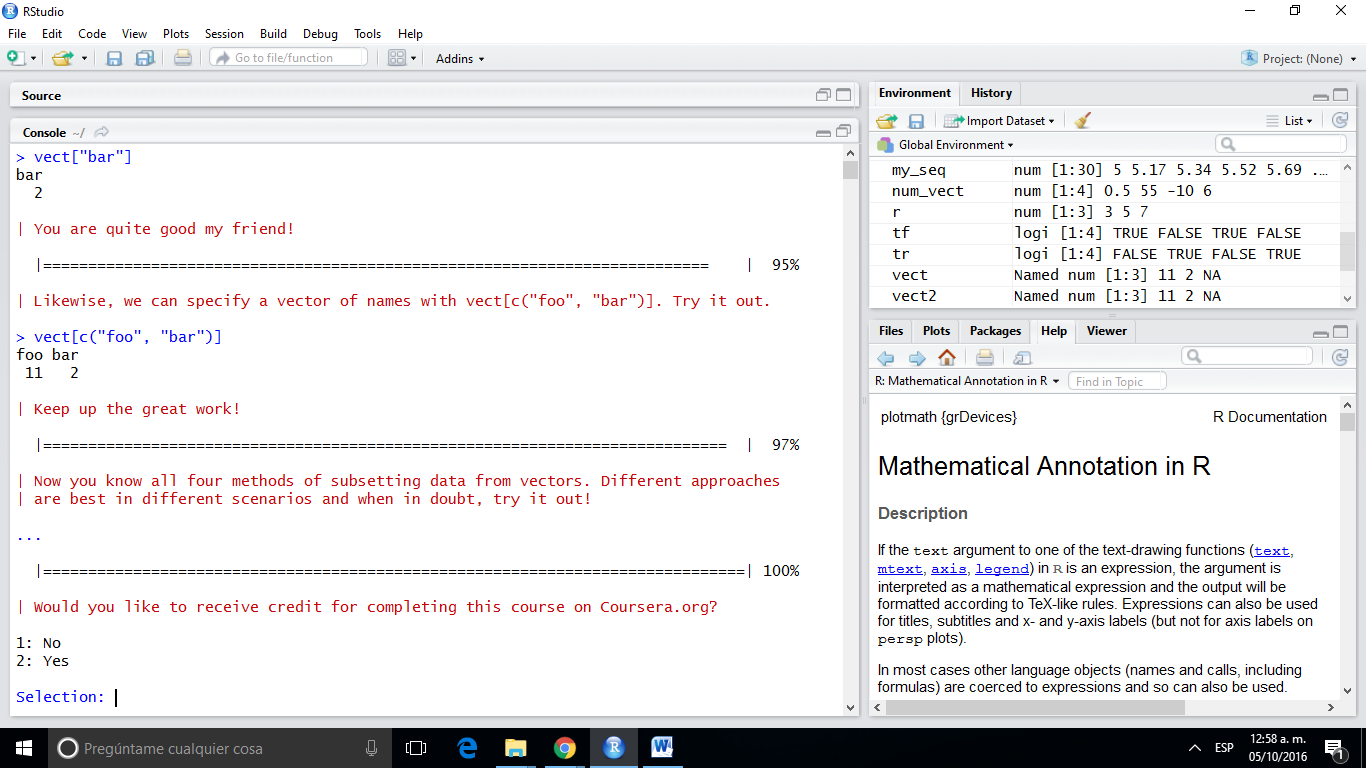 RStudio
File Edit Code View Plots Session Build Debug Tools Help
Go to file/function Addins Project: (None)
Source
Console ~/
> vect["bar"]
bar
  2
| You are quite good my friend!
  |========================================================================== | 95%
| Likewise, we can specify a vector of names with vect[c("foo", "bar")]. Try it out.
> vect[c("foo", "bar")]
foo bar
 11   2
| Keep up the great work!
  |============================================================================ | 97%
| Now you know all four methods of subsetting data from vectors. Different approaches
| are best in different scenarios and when in doubt, try it out!
...
  |==============================================================================| 100%
| Would you like to receive credit for completing this course on Coursera.org?
1: No
2: Yes
Selection:
Environment History
Import Dataset List
Global Environment
my_seq num [1:30] 5 5.17 5.34 5.52 5.69 ...
num_vect num [1:4] 0.5 55 -10 6
r num [1:3] 3 5 7
tf logi [1:4] TRUE FALSE TRUE FALSE
tr logi [1:4] FALSE TRUE FALSE TRUE
vect Named num [1:3] 11 2 NA
vect2 Named num [1:3] 11 2 NA
Files Plots Packages Help Viewer
R: Mathematical Annotation in R Find in Topic
plotmath {grDevices} R Documentation
Mathematical Annotation in R
Description
If the text argument to one of the text-drawing functions (text,
mtext, axis, legend) in R is an expression, the argument is
interpreted as a mathematical expression and the output will be
formatted according to TeX-like rules. Expressions can also be used
for titles, subtitles and x- and y-axis labels (but not for axis labels on
persp plots).
In most cases other language objects (names and calls, including
formulas) are coerced to expressions and so can also be used.
Pregúntame cualquier cosa
ESP
12:58 a. m.
05/10/2016
1